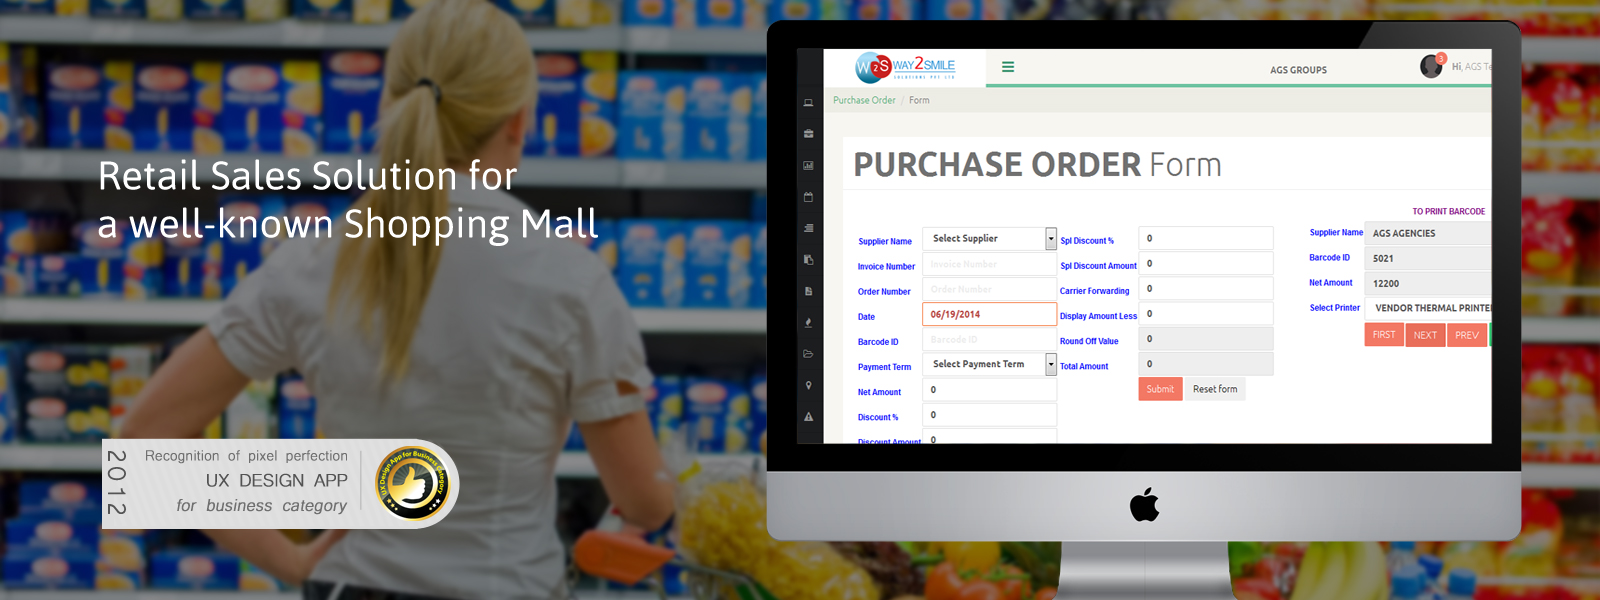 Retail Sales Solution for
a well-known Shopping Mall
2012
Recognition of pixel perfection
UX DESIGN APP
for business category
UX Design App for Business Category
W2S WAY2SMILE
SOLUTIONS PVT LTD
AGS GROUPS
3
Hi, AGS Te
Purchase Order / Form
PURCHASE ORDER Form
TO PRINT BARCODE
Supplier Name Select Supplier
Invoice Number Invoice Number
Order Number Order Number
Date 06/19/2014
Barcode ID Barcode ID
Payment Term Select Payment Term
Net Amount 0
Discount % 0
Discount Amount 0
Spl Discount % 0
Spl Discount Amount 0
Carrier Forwarding 0
Display Amount Less 0
Round Off Value 0
Total Amount 0
Submit Reset form
Supplier Name AGS AGENCIES
Barcode ID 5021
Net Amount 12200
Select Printer VENDOR THERMAL PRINTE
FIRST NEXT PREV